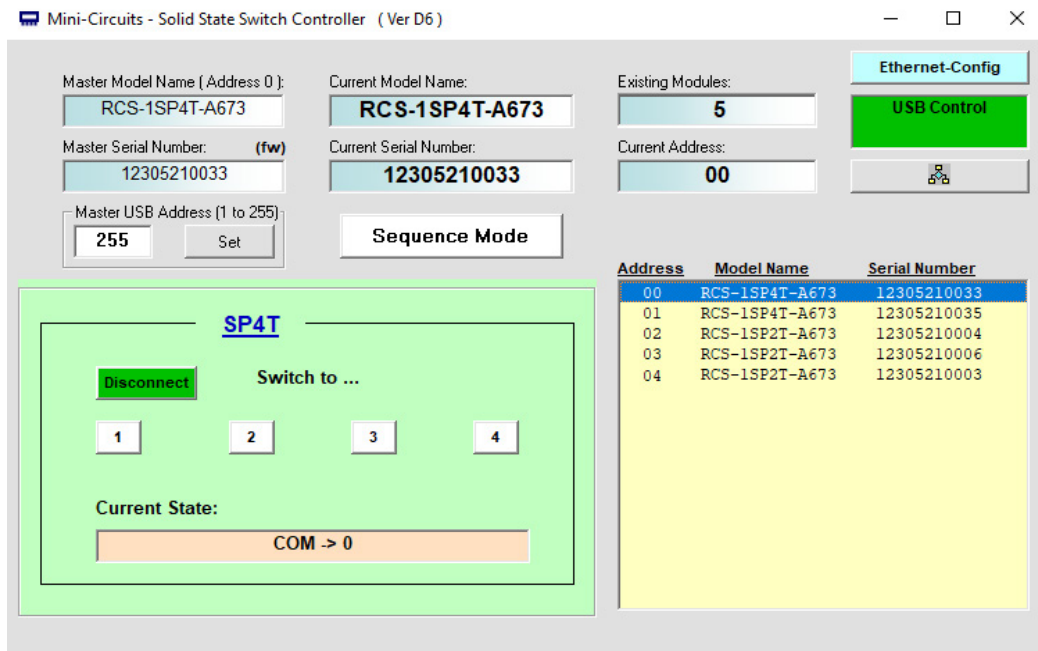 Mini-Circuits - Solid State Switch Controller ( Ver D6 )
Master Model Name ( Address 0 ):
RCS-1SP4T-A673
Current Model Name:
RCS-1SP4T-A673
Existing Modules:
5
Ethernet-Config
USB Control
Master Serial Number: (fw)
12305210033
Current Serial Number:
12305210033
Current Address:
00
Master USB Address (1 to 255)
255 Set
Sequence Mode
Address Model Name Serial Number
00 RCS-1SP4T-A673 12305210033
01 RCS-1SP4T-A673 12305210035
02 RCS-1SP2T-A673 12305210004
03 RCS-1SP2T-A673 12305210006
04 RCS-1SP2T-A673 12305210003
SP4T
Disconnect Switch to ...
1 2 3 4
Current State:
COM -> 0